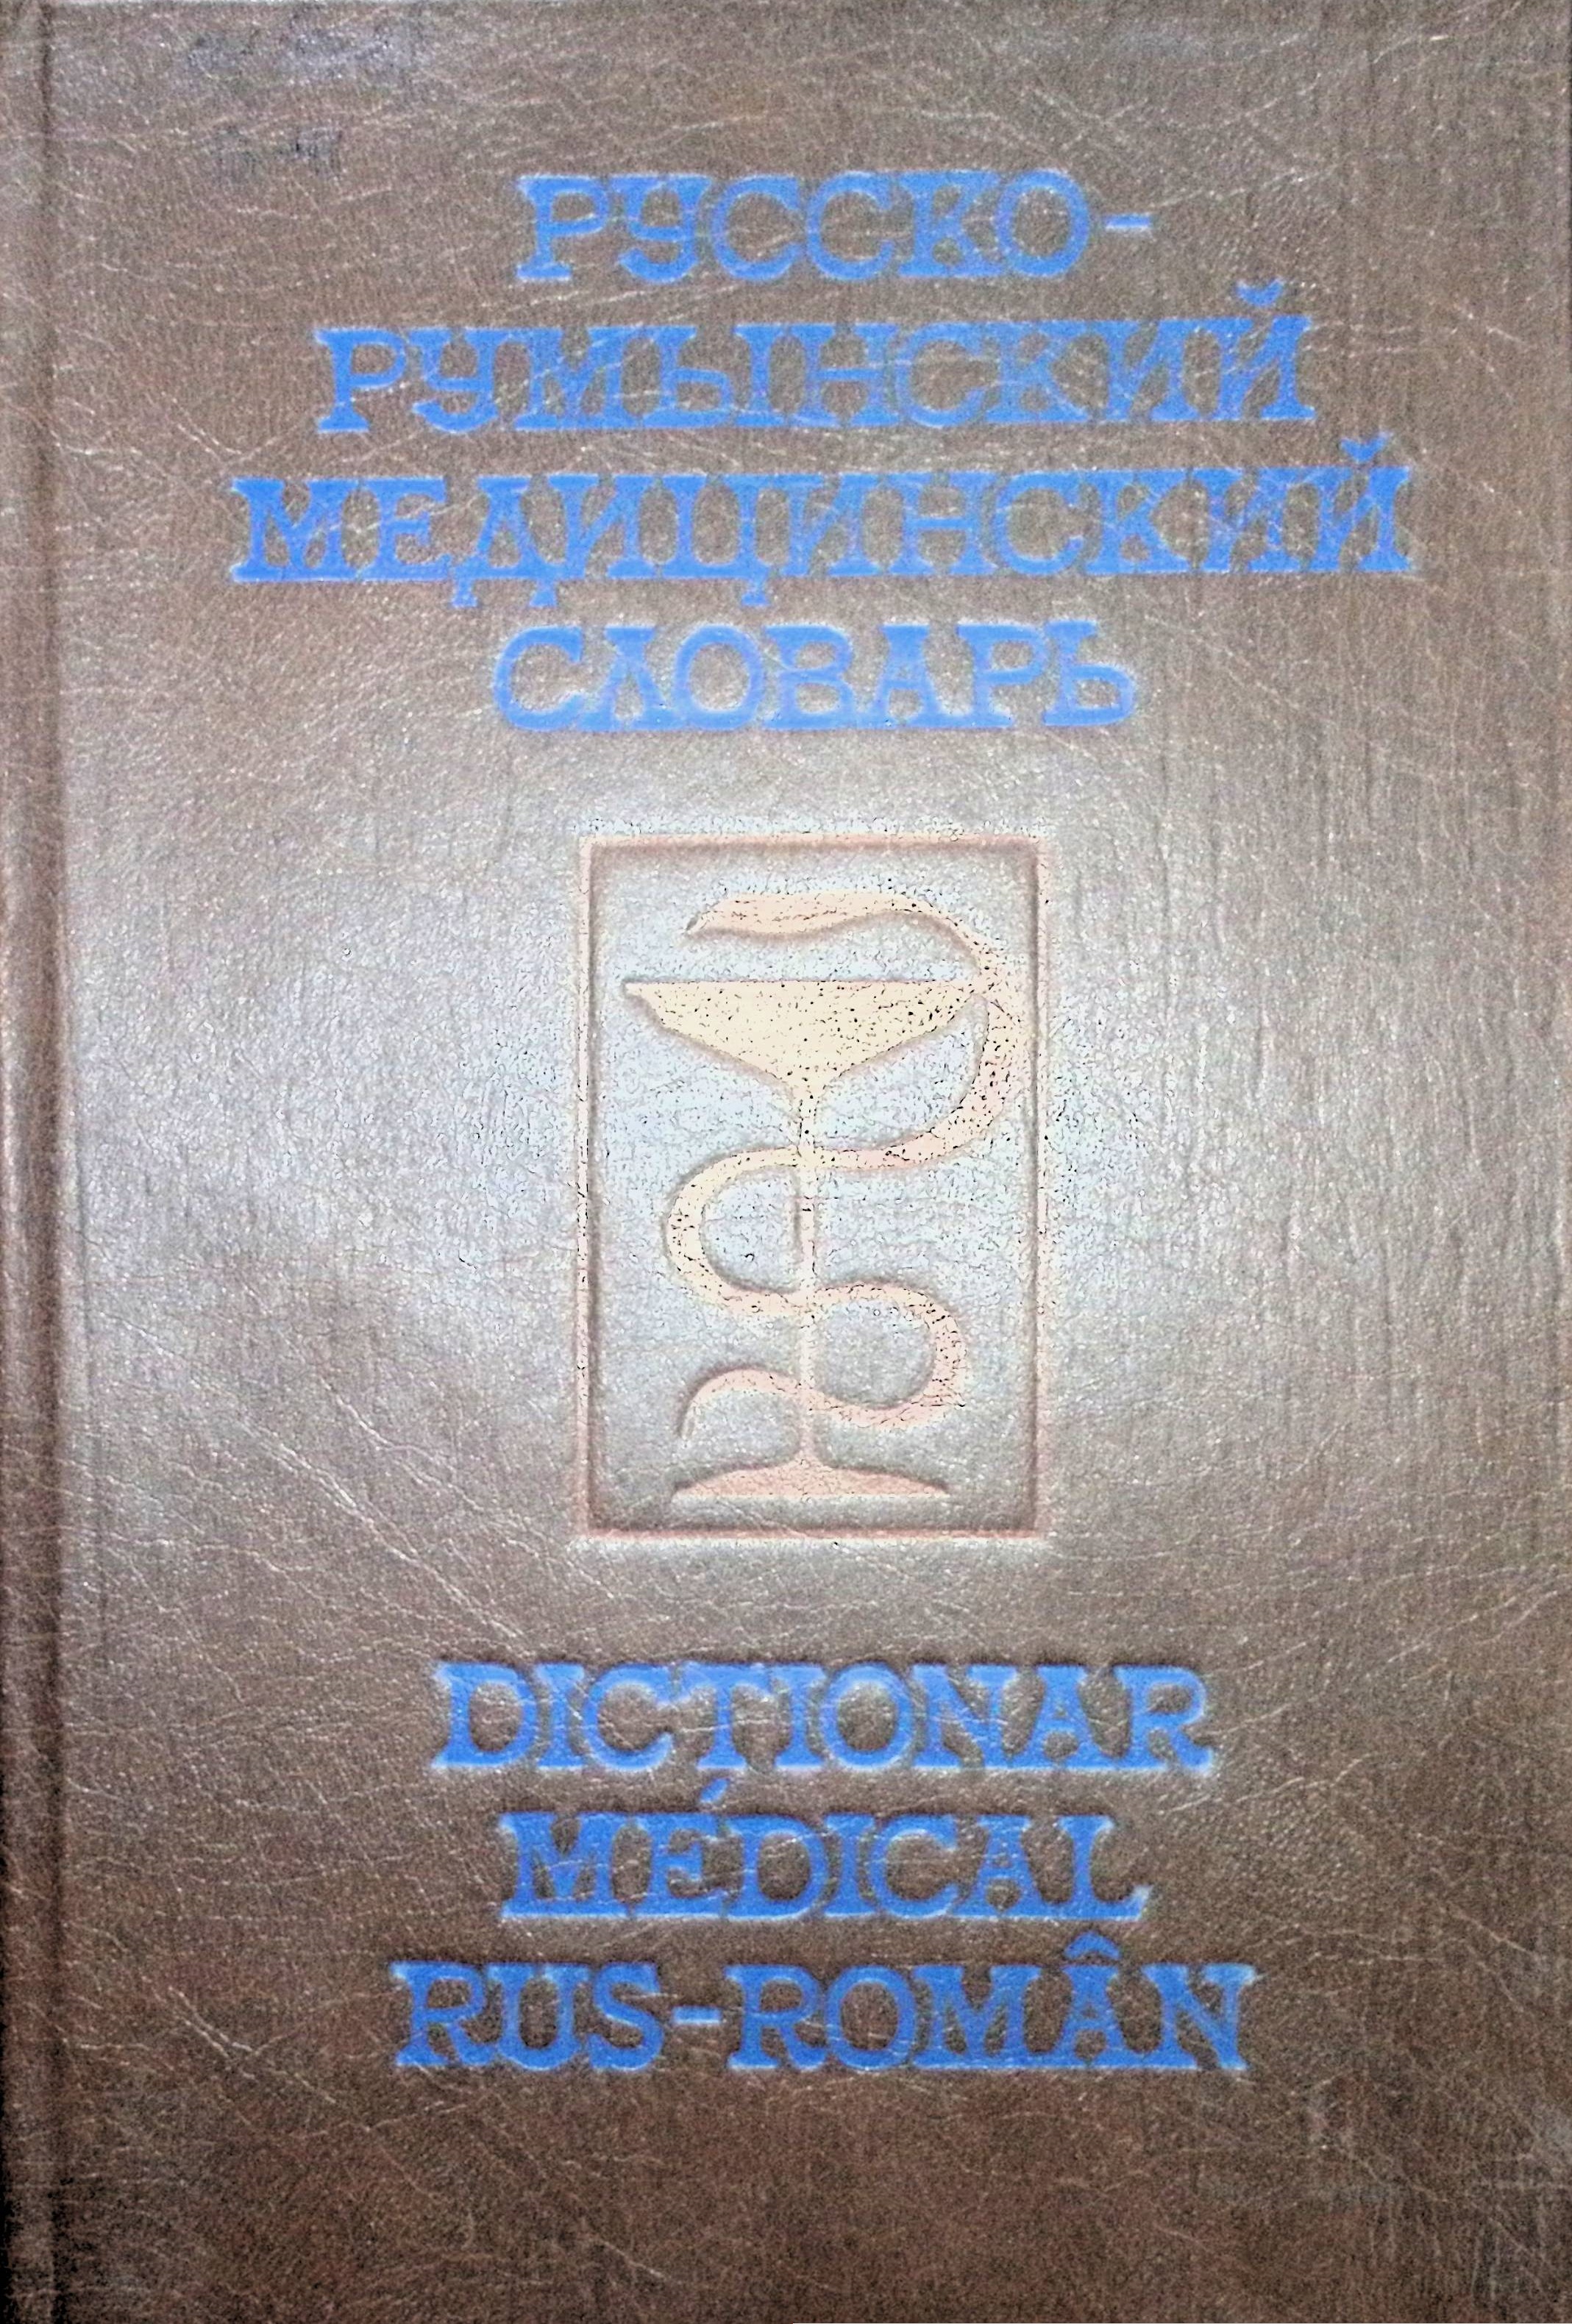 РУССКО-
РУМЫНСКИЙ
МЕДИЦИНСКИЙ
СЛОВАРЬ
DICȚIONAR
MÉDICAL
RUS-ROMÂN